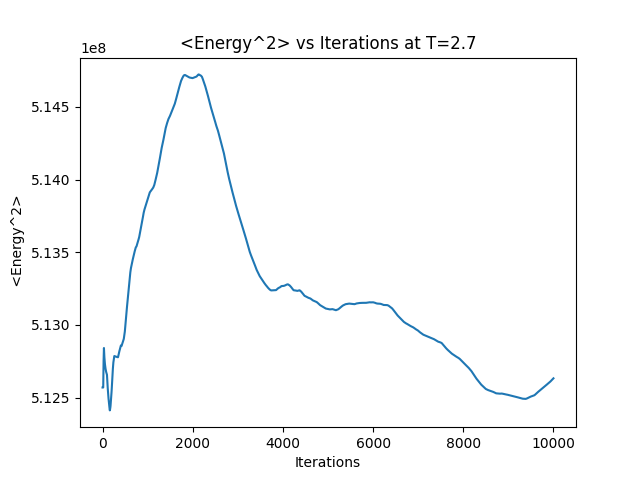 <Energy^2> vs Iterations at T=2.7
1e8
5.145
5.140
5.135
5.130
5.125
<Energy^2>
0 2000 4000 6000 8000 10000
Iterations